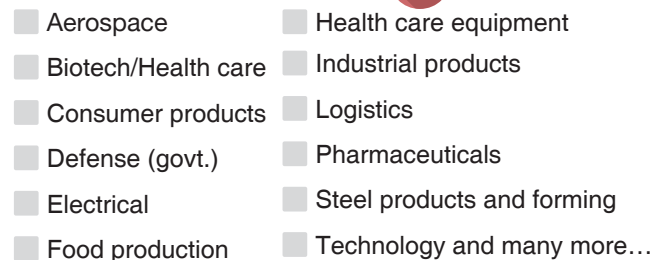 Aerospace
Biotech/Health care
Consumer products
Defense (govt.)
Electrical
Food production
Health care equipment
Industrial products
Logistics
Pharmaceuticals
Steel products and forming
Technology and many more…